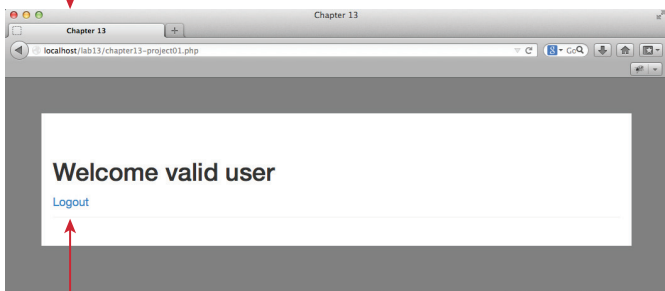 Chapter 13
Chapter 13
localhost/lab13/chapter13-project01.php
Welcome valid user
Logout